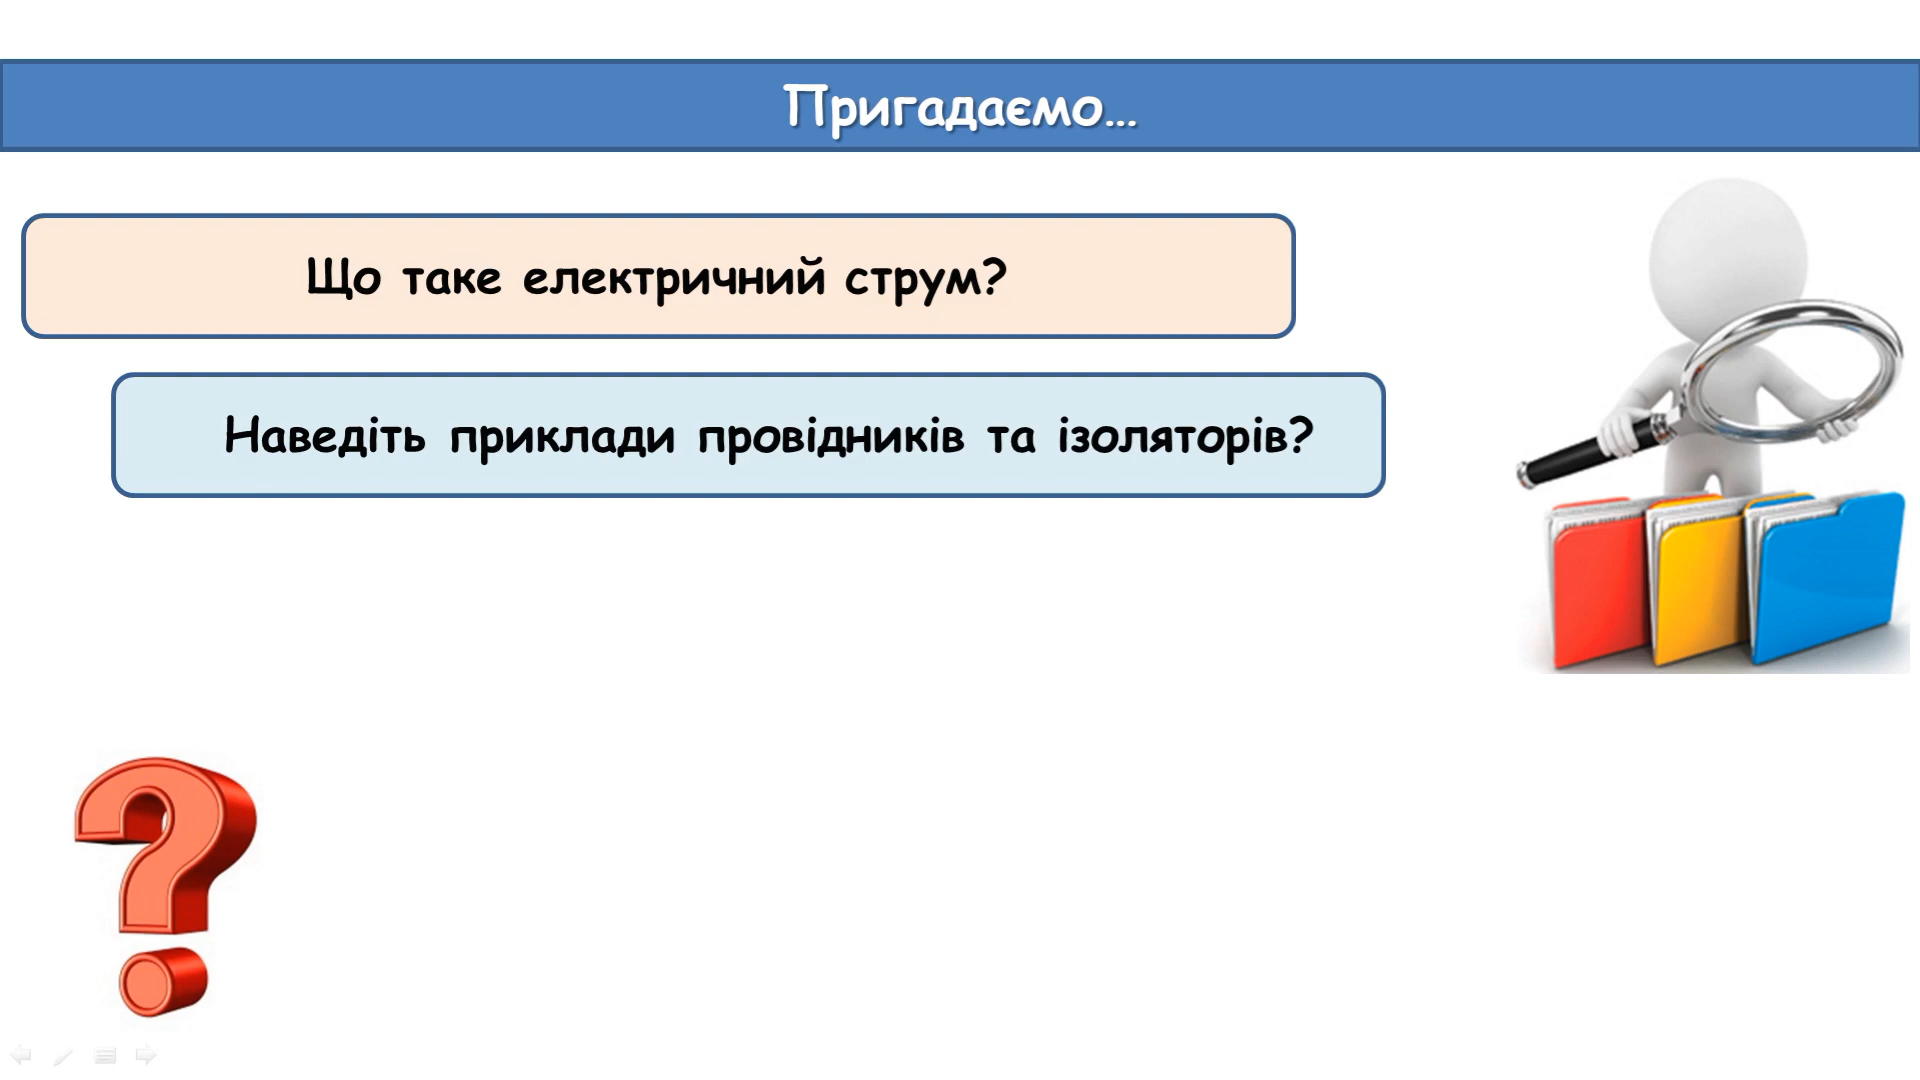 Пригадаємо...
Що таке електричний струм?
Наведіть приклади провідників та ізоляторів?